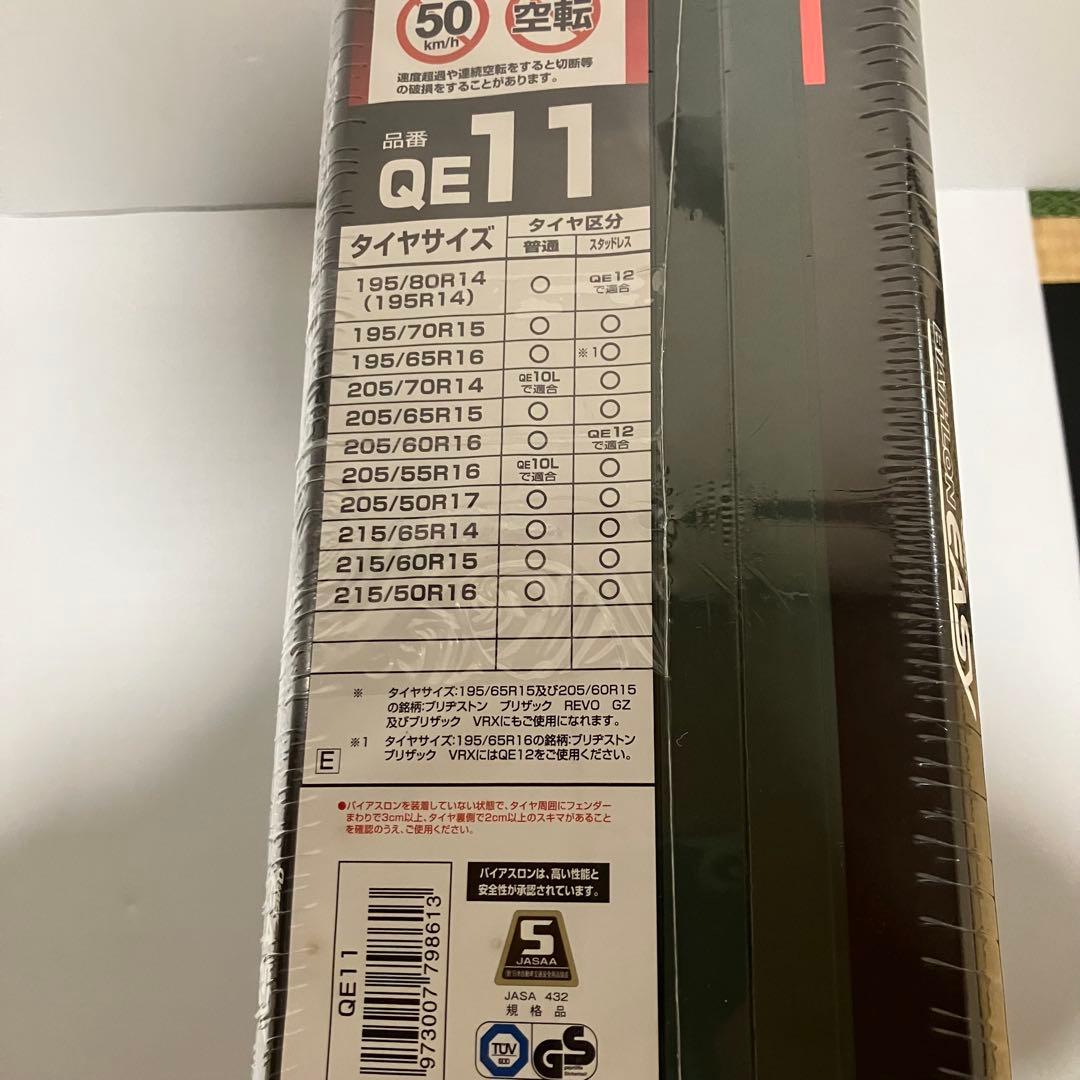 50
km/h
空転
速度超過や連続空転をすると切断等
の破損をすることがあります。
品番
QE11
タイヤサイズ
タイヤ区分
普通
スタッドレス
195/80R14
(195R14)
○
QE12
で適合
195/70R15 ○ ○
195/65R16 ○ ※1○
205/70R14
QE10L
で適合
○
205/65R15 ○ ○
205/60R16 ○
QE12
で適合
205/55R16
QE10L
で適合
○
205/50R17 ○ ○
215/65R14 ○ ○
215/60R15 ○ ○
215/50R16 ○ ○
※ タイヤサイズ:195/65R15及び205/60R15
の銘柄:ブリヂストン ブリザック REVO GZ
及びブリザック VRXにもご使用になれます。
※1 タイヤサイズ:195/65R16の銘柄:ブリヂストン
ブリザック VRXにはQE12をご使用ください。
E
●バイアスロンを装着していない状態で、タイヤ周囲にフェンダー
まわりで3cm以上、タイヤ裏側で2cm以上のスキマがあること
を確認のうえ、ご使用ください。
バイアスロンは、高い性能と
安全性が承認されています。
S
JASAA
JASA 432
規格品
TÜV
GS
QE11
973007 798613
BIATHLON EASY